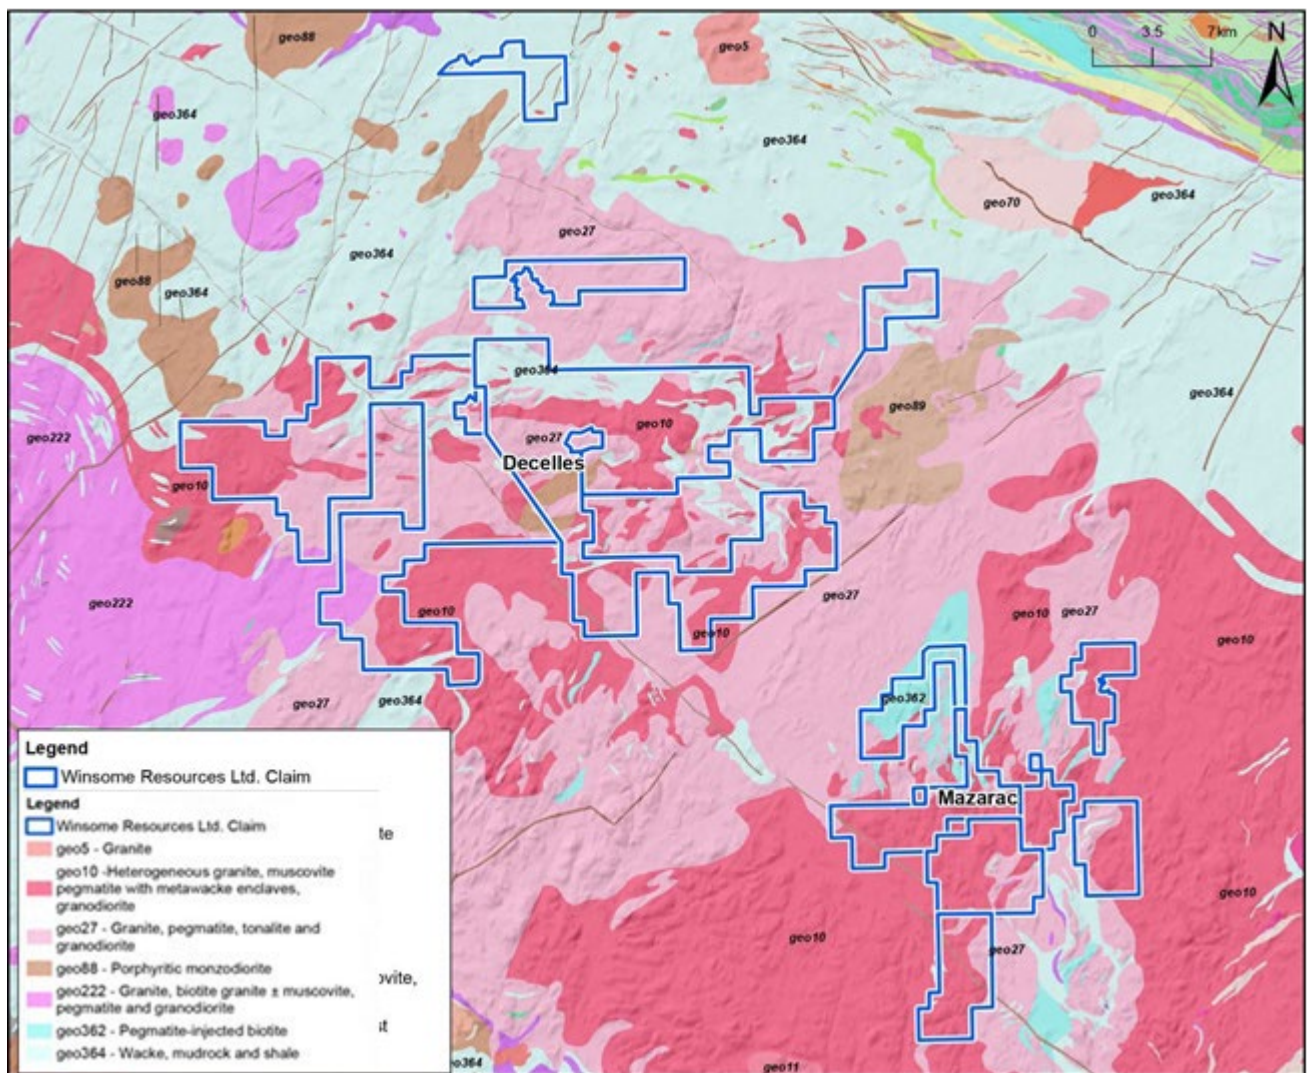 geo88
geo5
0 3.5 7 km
N
geo364
geo364
geo70
geo364
geo27
geo364
geo88
geo364
geo364
geo364
geo89
geo10
geo222
geo27
Decelles
geo10
geo222
geo27
geo10
geo10
geo10
geo27
geo10
geo362
geo27
geo364
Mazarac
geo10
geo10
geo27
geo11
geo364
Legend
Winsome Resources Ltd. Claim
Legend
Winsome Resources Ltd. Claim
geo5 - Granite
geo10 -Heterogeneous granite, muscovite
pegmatite with metawacke enclaves,
granodiorite
geo27 - Granite, pegmatite, tonalite and
granodiorite
geo88 - Porphyritic monzodiorite
geo222 - Granite, biotite granite ± muscovite,
pegmatite and granodiorite
geo362 - Pegmatite-injected biotite
geo364 - Wacke, mudrock and shale